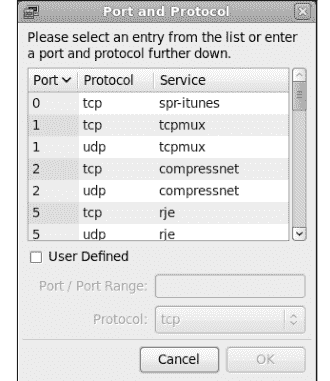 Port and Protocol
Please select an entry from the list or enter
a port and protocol further down.
Port Protocol Service
0 tcp spr-itunes
1 tcp tcpmux
1 udp tcpmux
2 tcp compressnet
2 udp compressnet
5 tcp rje
5 udp rje
User Defined
Port / Port Range:
Protocol: tcp
Cancel OK